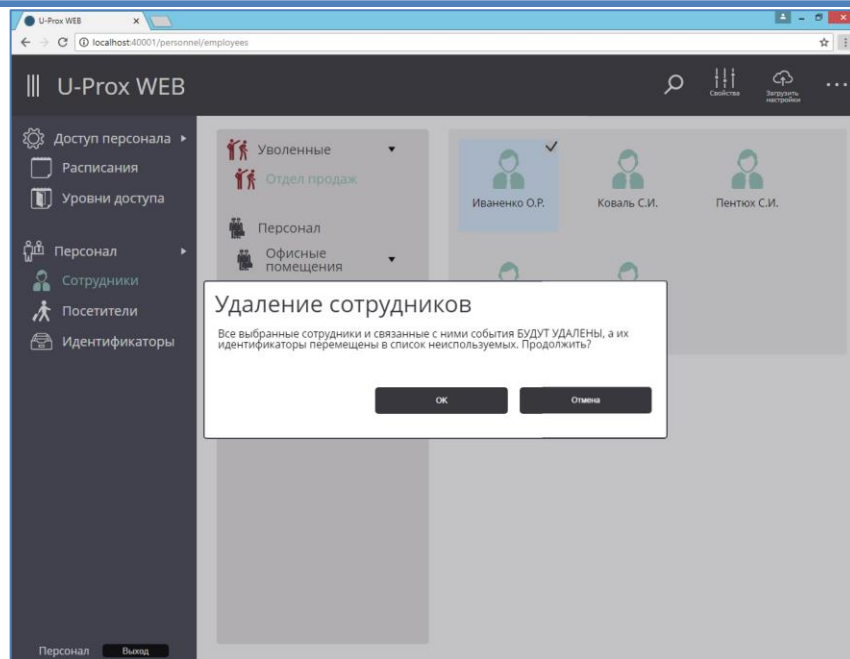 U-Prox WEB
localhost:40001/personnel/employees
U-Prox WEB
Свойства
Загрузить
настройки
Доступ персонала
Расписания
Уровни доступа
Персонал
Сотрудники
Посетители
Идентификаторы
Уволенные
Отдел продаж
Персонал
Офисные
помещения
Иваненко О.Р.
Коваль С.И.
Пентюх С.И.
Удаление сотрудников
Все выбранные сотрудники и связанные с ними события БУДУТ УДАЛЕНЫ, а их
идентификаторы перемещены в список неиспользуемых. Продолжить?
ОК
Отмена
Персонал
Выход